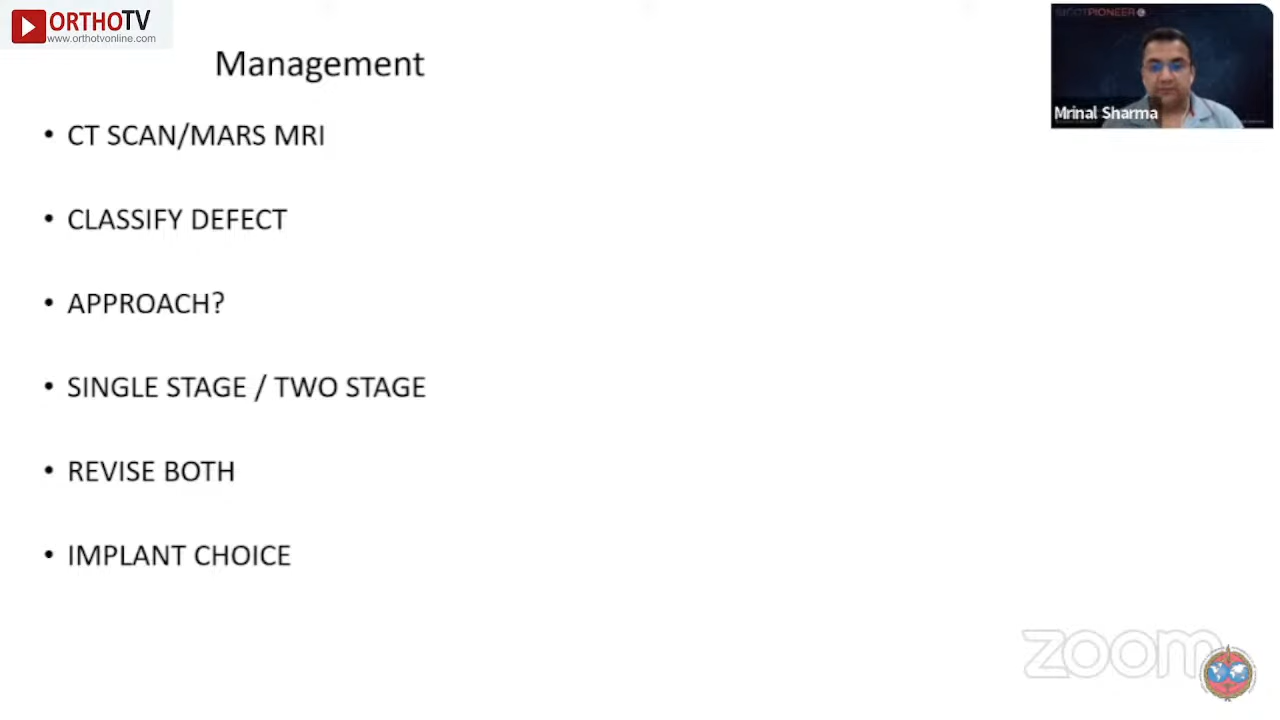 ORTHOTV
www.orthotvonline.com
Management
Mrinal Sharma
• CT SCAN/MARS MRI
• CLASSIFY DEFECT
• APPROACH?
• SINGLE STAGE / TWO STAGE
• REVISE BOTH
• IMPLANT CHOICE
zoom